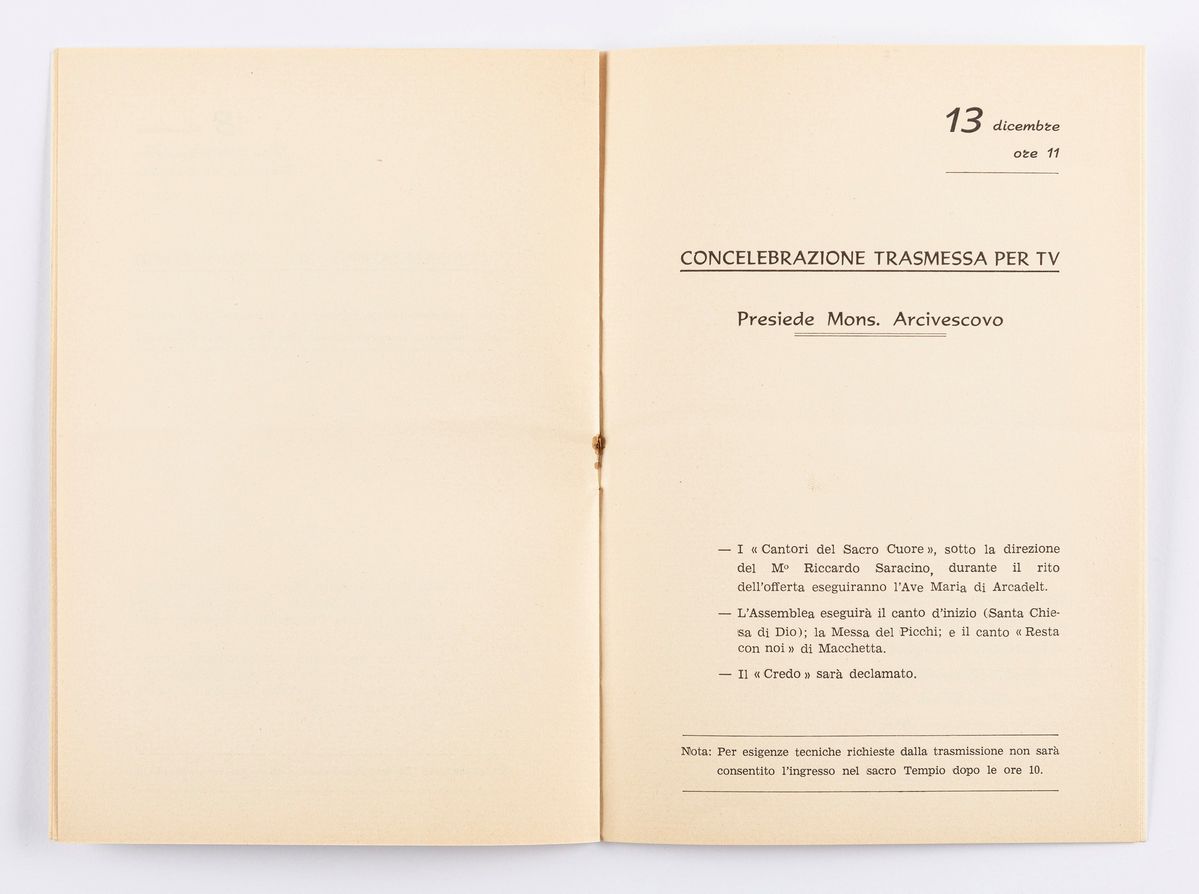 13 dicembre
ore 11
CONCELEBRAZIONE TRASMESSA PER TV
Presiede Mons. Arcivescovo
— I « Cantori del Sacro Cuore », sotto la direzione
del Mº Riccardo Saracino, durante il rito
dell'offerta eseguiranno l'Ave Maria di Arcadelt.
— L'Assemblea eseguirà il canto d'inizio (Santa Chie-
sa di Dio); la Messa del Picchi; e il canto « Resta
con noi » di Macchetta.
— Il « Credo » sarà declamato.
Nota: Per esigenze tecniche richieste dalla trasmissione non sarà
consentito l'ingresso nel sacro Tempio dopo le ore 10.